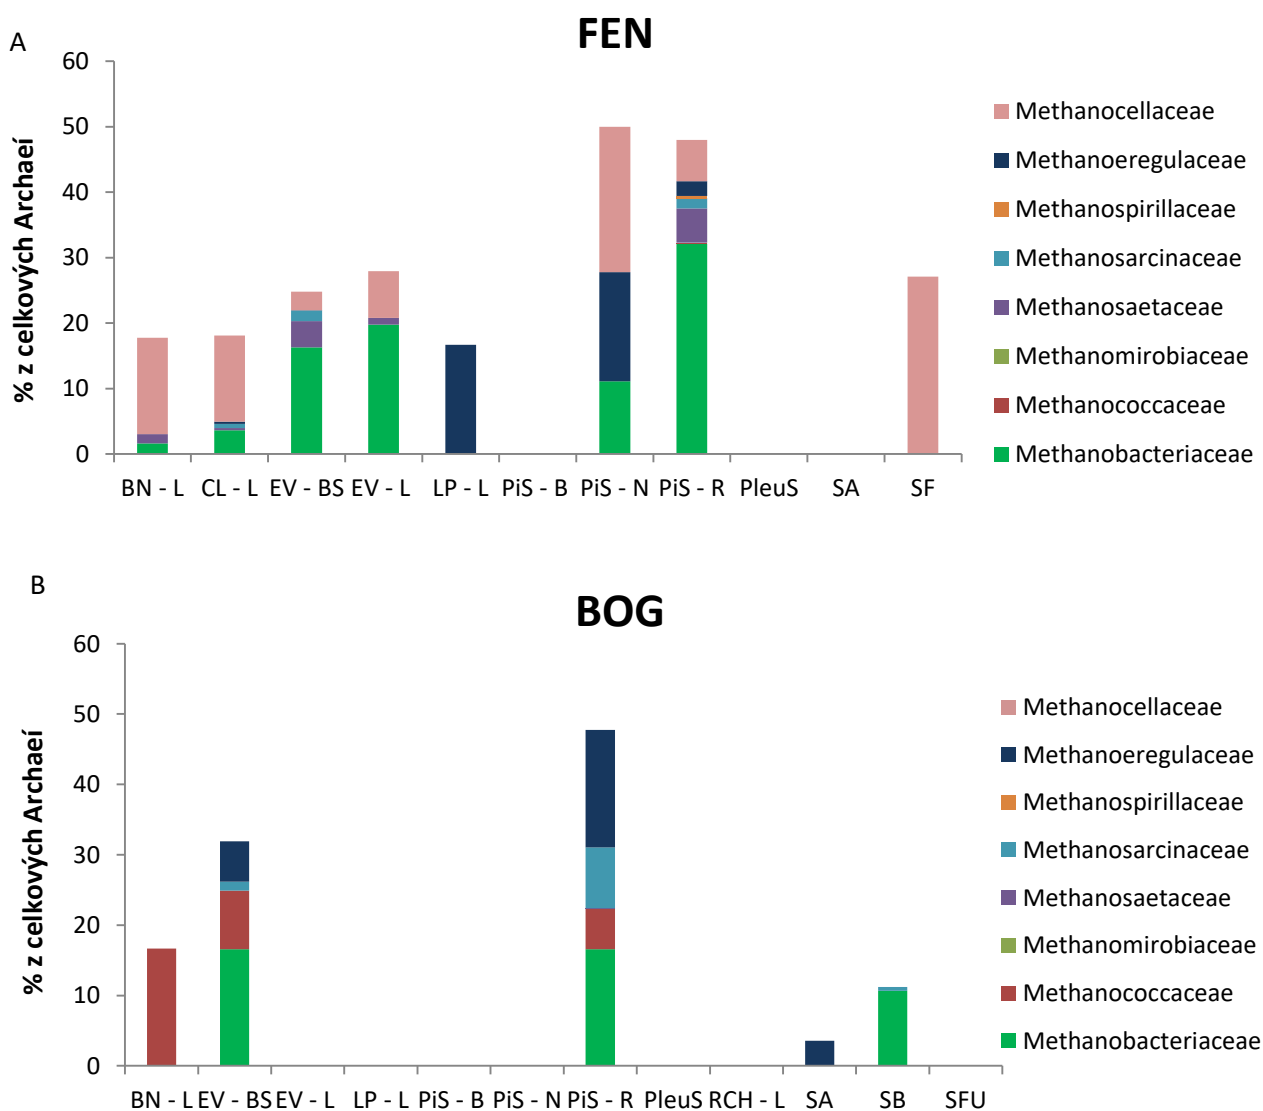 A
FEN
% z celkových Archaeí
60
50
40
30
20
10
0
BN - L CL - L EV - BS EV - L LP - L PiS - B PiS - N PiS - R PleuS SA SF
Methanocellaceae
Methanoeregulaceae
Methanospirillaceae
Methanosarcinaceae
Methanosaetaceae
Methanomirobiaceae
Methanococcaceae
Methanobacteriaceae
B
BOG
% z celkových Archaeí
60
50
40
30
20
10
0
BN - L EV - BS EV - L LP - L PiS - B PiS - N PiS - R PleuS RCH - L SA SB SFU
Methanocellaceae
Methanoeregulaceae
Methanospirillaceae
Methanosarcinaceae
Methanosaetaceae
Methanomirobiaceae
Methanococcaceae
Methanobacteriaceae